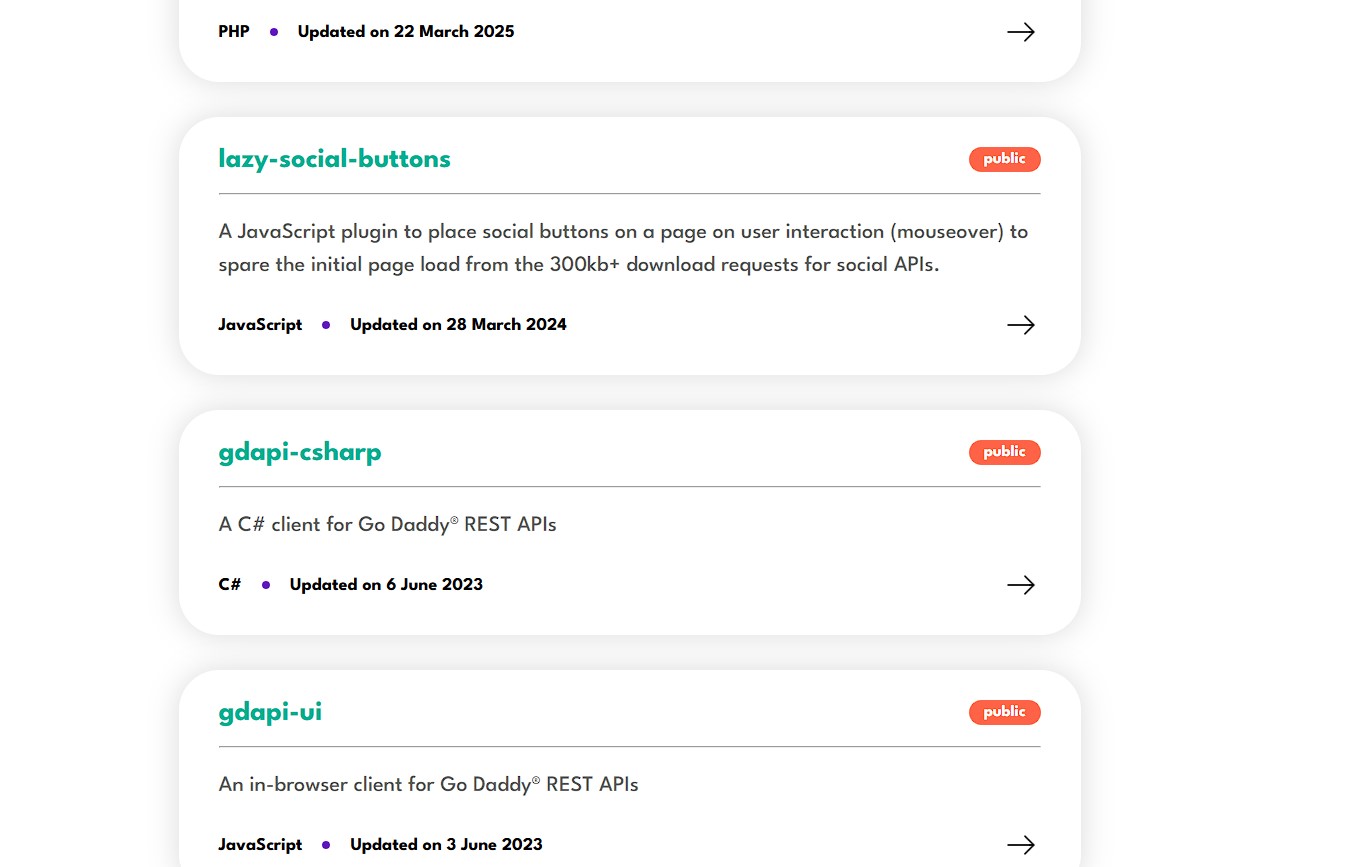 PHP • Updated on 22 March 2025
lazy-social-buttons public
A JavaScript plugin to place social buttons on a page on user interaction (mouseover) to
spare the initial page load from the 300kb+ download requests for social APIs.
JavaScript • Updated on 28 March 2024
gdapi-csharp public
A C# client for Go Daddy® REST APIs
C# • Updated on 6 June 2023
gdapi-ui public
An in-browser client for Go Daddy® REST APIs
JavaScript • Updated on 3 June 2023